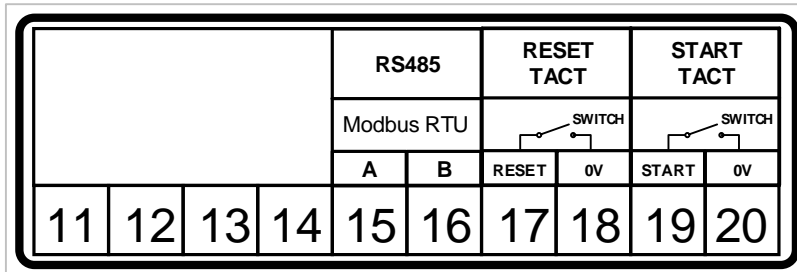 RS485 RESET TACT START TACT
Modbus RTU SWITCH SWITCH
A B RESET 0V START 0V
11 12 13 14 15 16 17 18 19 20